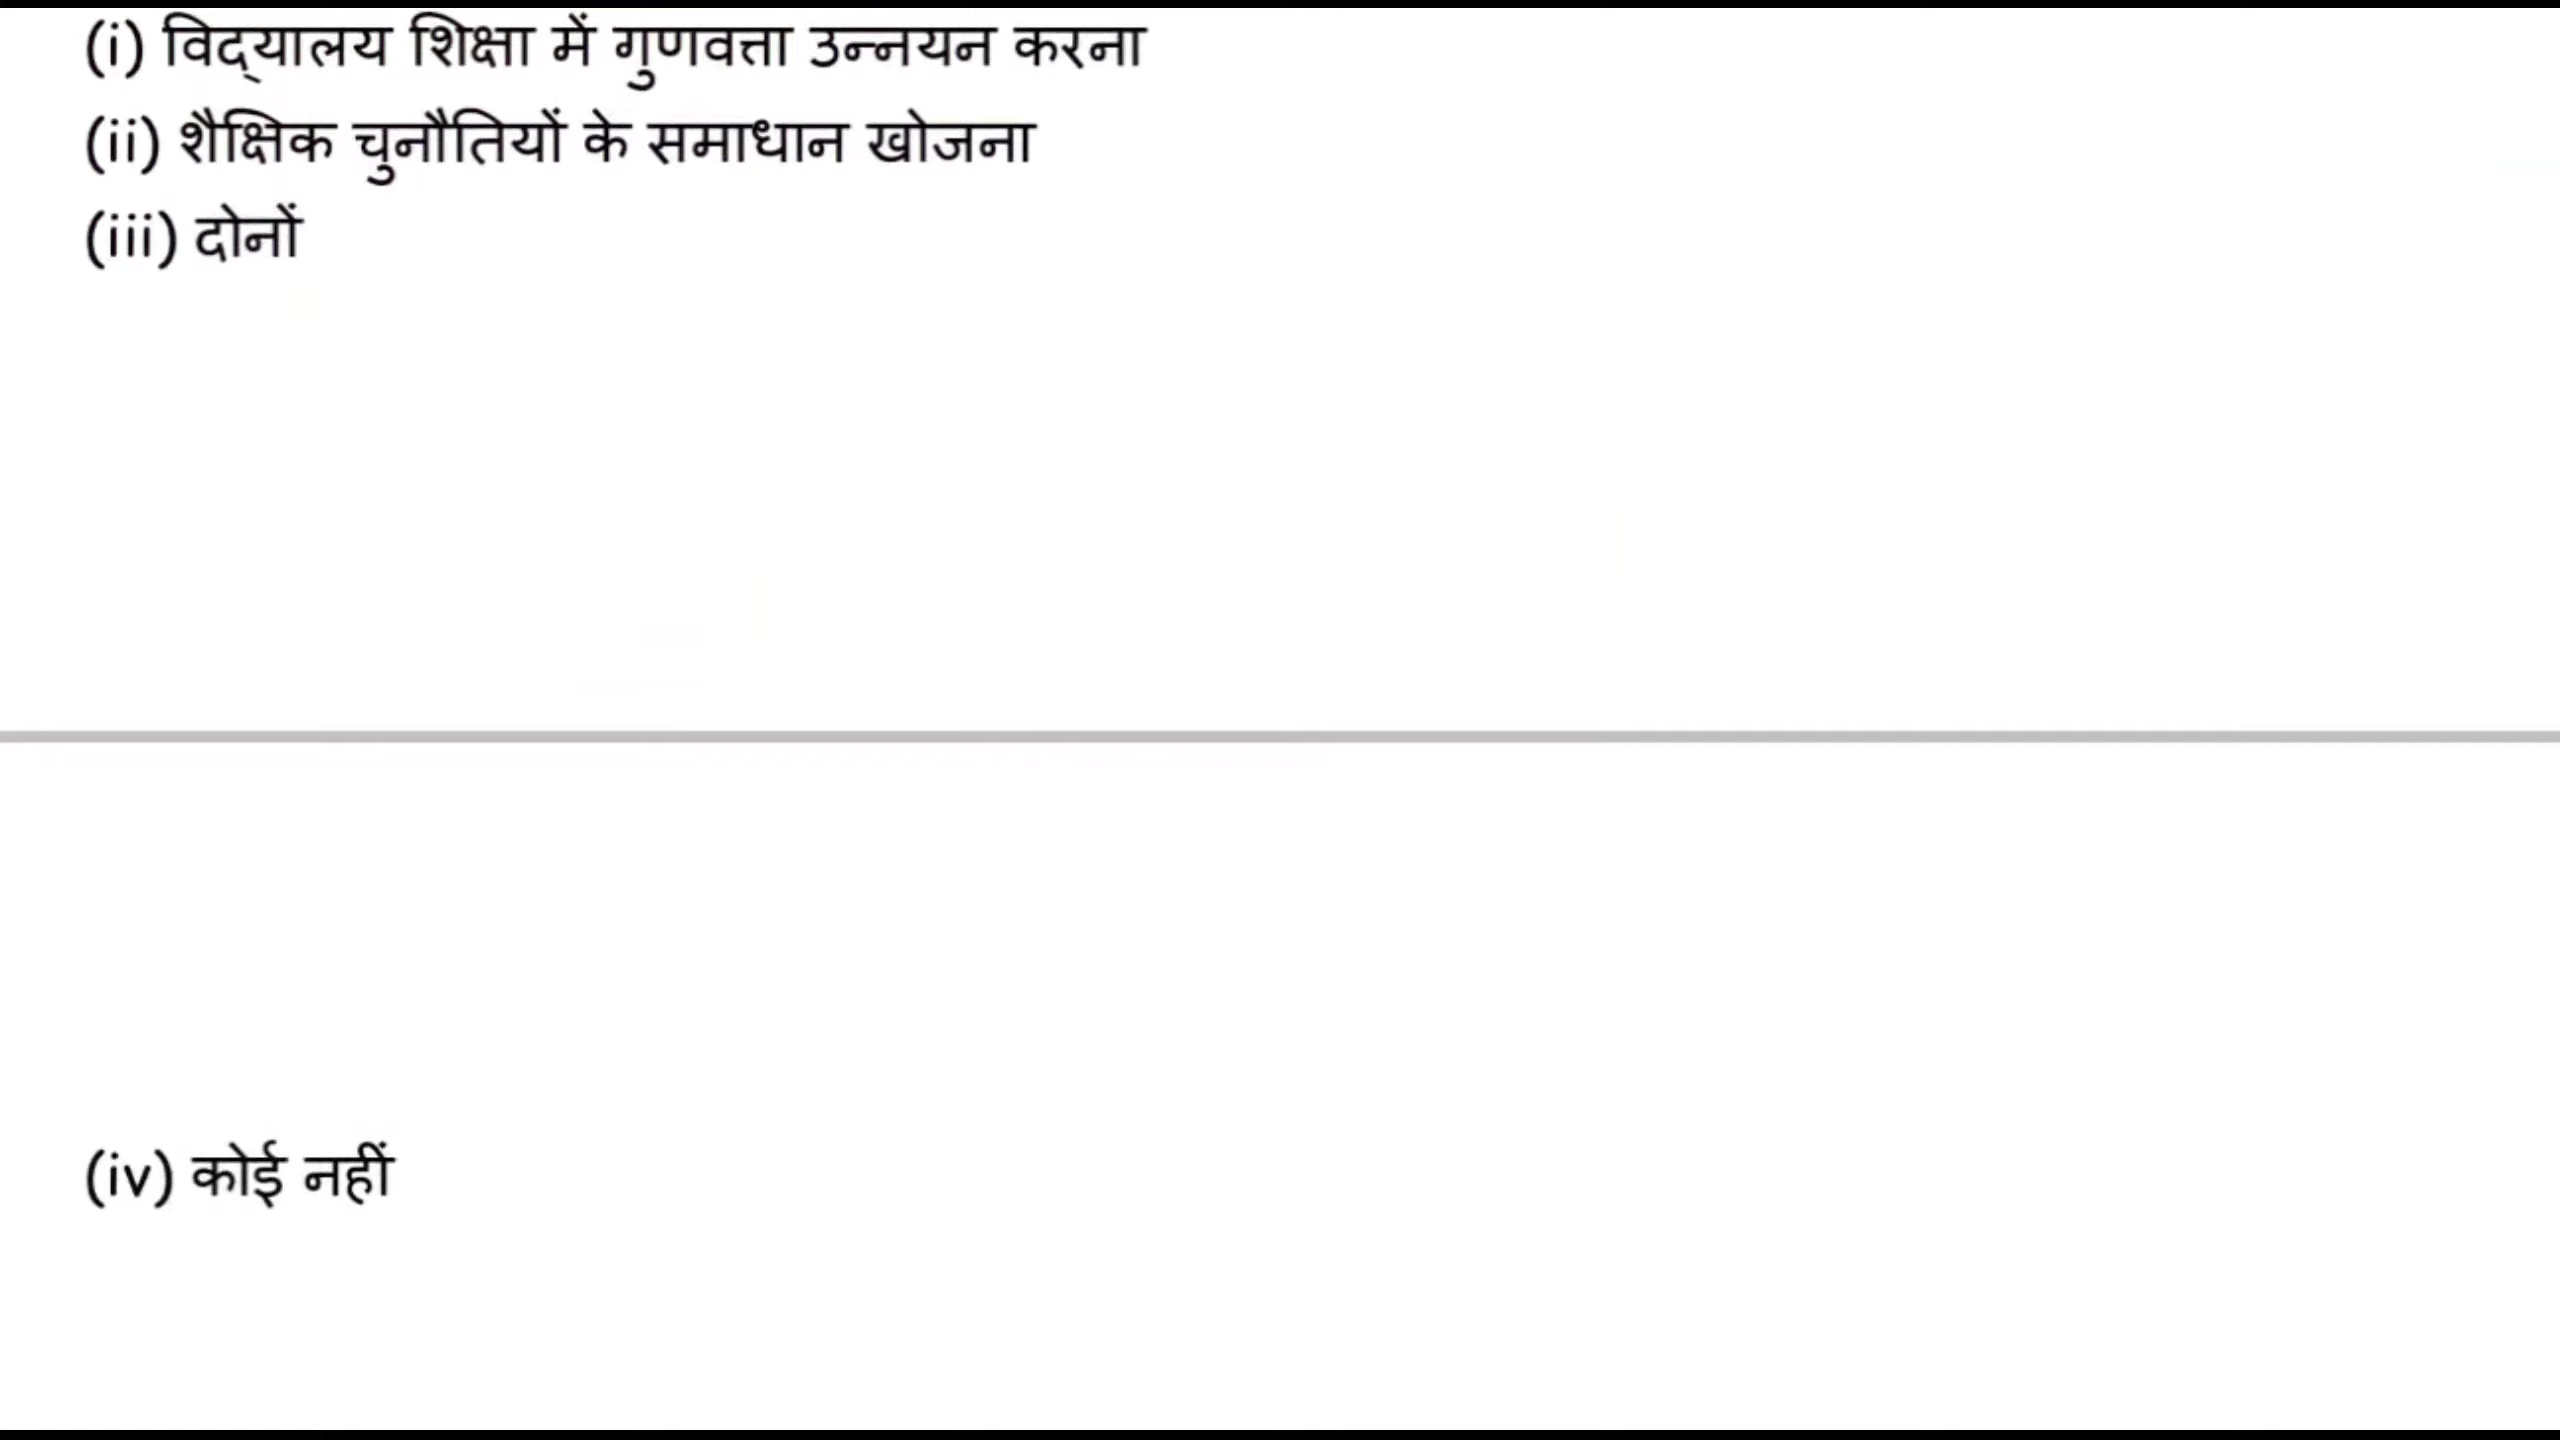 (i) विद्यालय शिक्षा में गुणवत्ता उन्नयन करना
(ii) शैक्षिक चुनौतियों के समाधान खोजना
(iii) दोनों
(iv) कोई नहीं